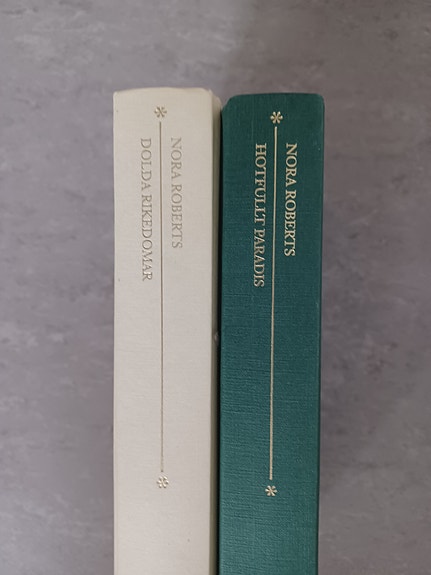 NORA ROBERTS
DOLDA RIKEDOMAR
NORA ROBERTS
HOTFULLT PARADIS